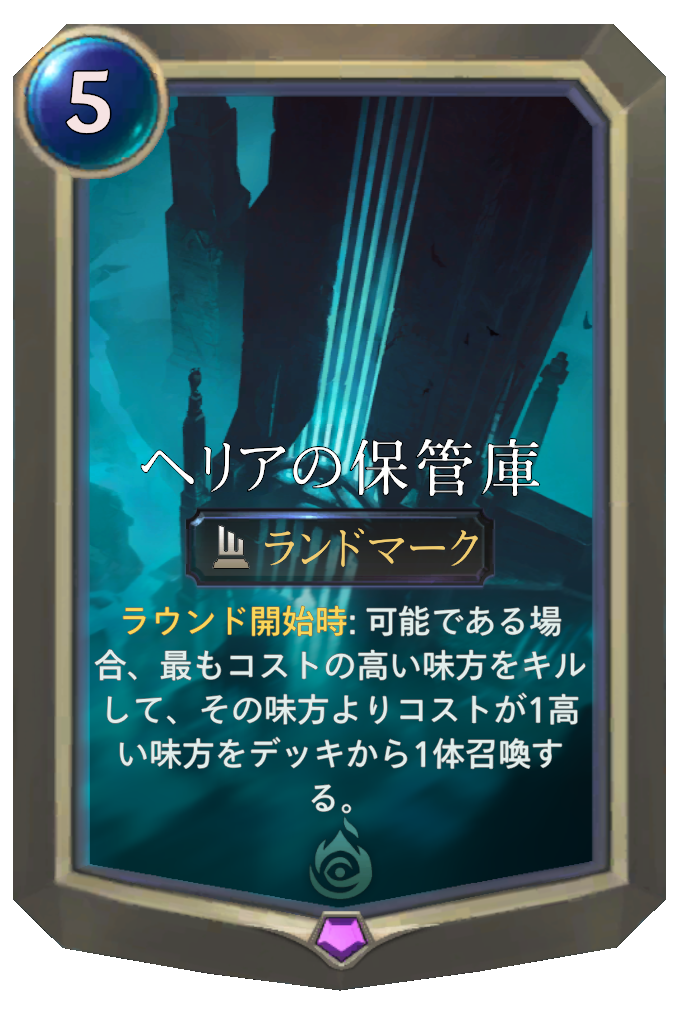 5
ヘリアの保管庫
ランドマーク
ラウンド開始時: 可能である場
合、最もコストの高い味方をキル
して、その味方よりコストが1高
い味方をデッキから1体召喚す
る。